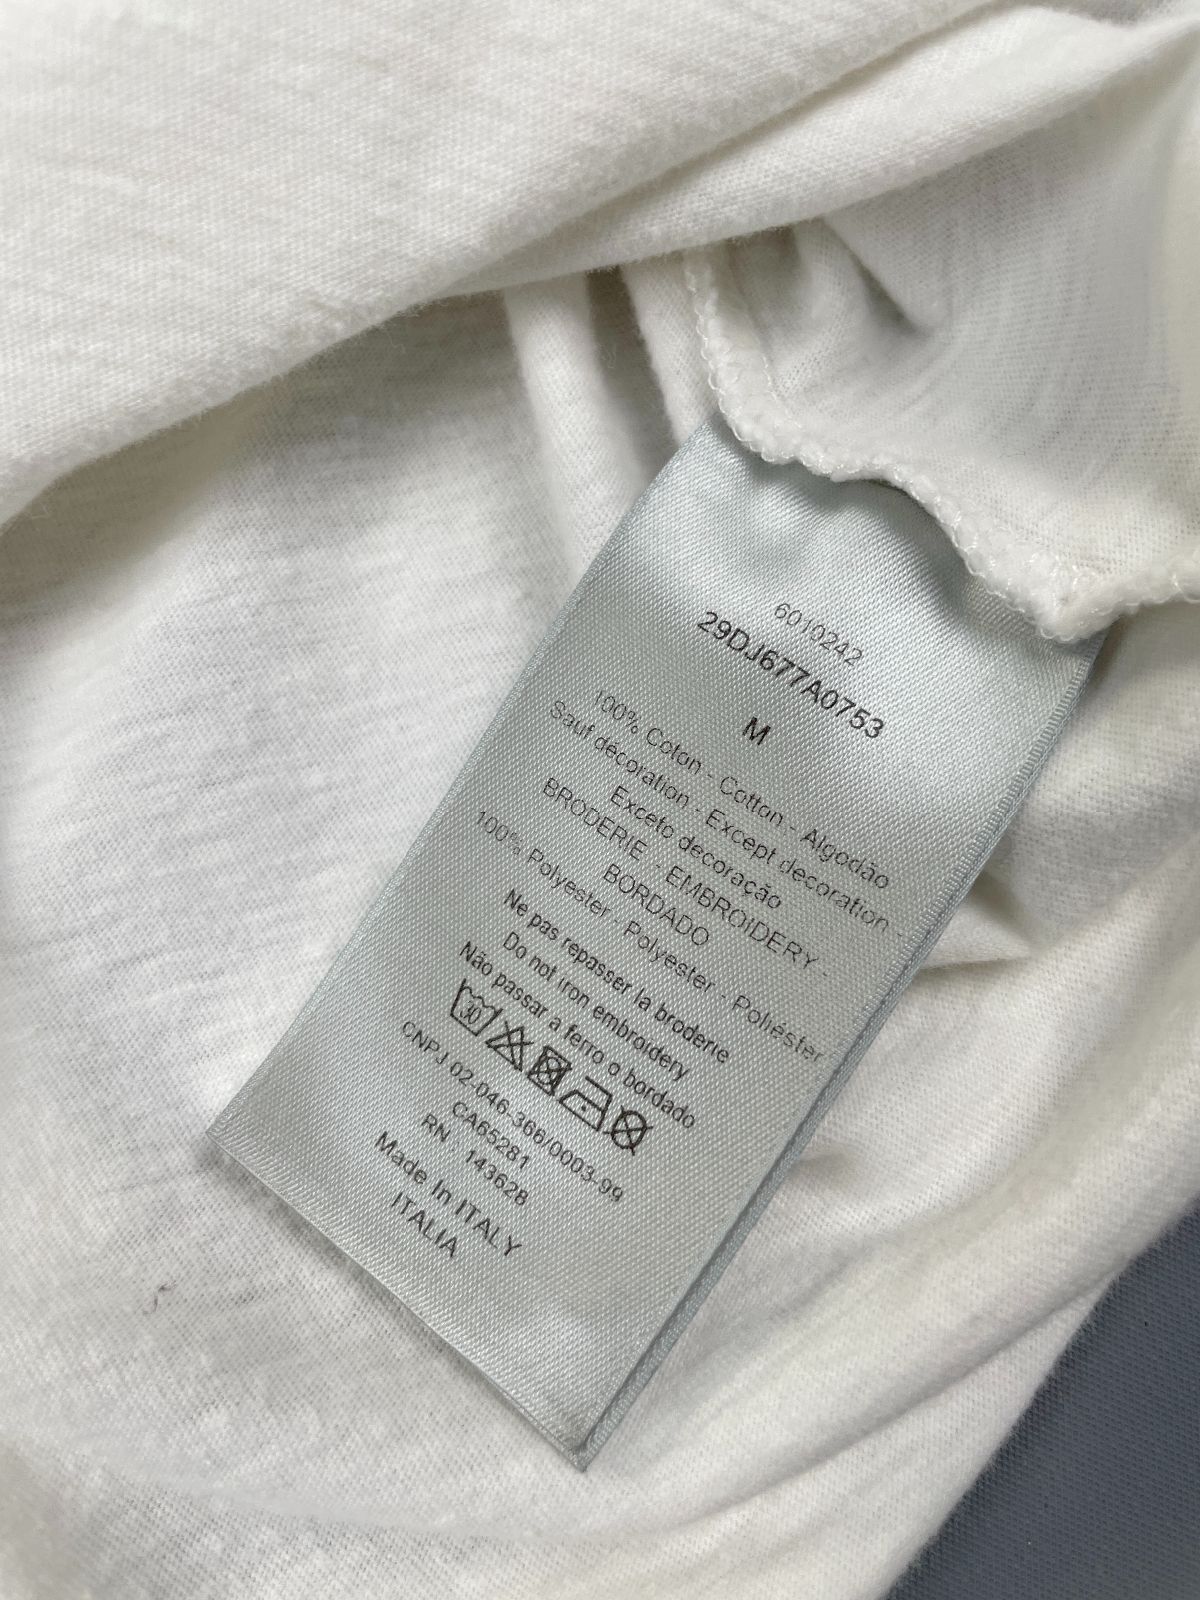 6010242
29DJ677A0753
M
100% Coton - Cotton - Algodão
Sauf décoration - Except decoration -
Exceto decoração
BRODERIE - EMBROIDERY -
BORDADO
100% Polyester - Polyester - Poliéster
Ne pas repasser la broderie
Do not iron embroidery
Não passar a ferro o bordado
30
CNPJ 02-046-366/0003-99
CA65281
RN. 143628
Made In ITALY
ITALIA